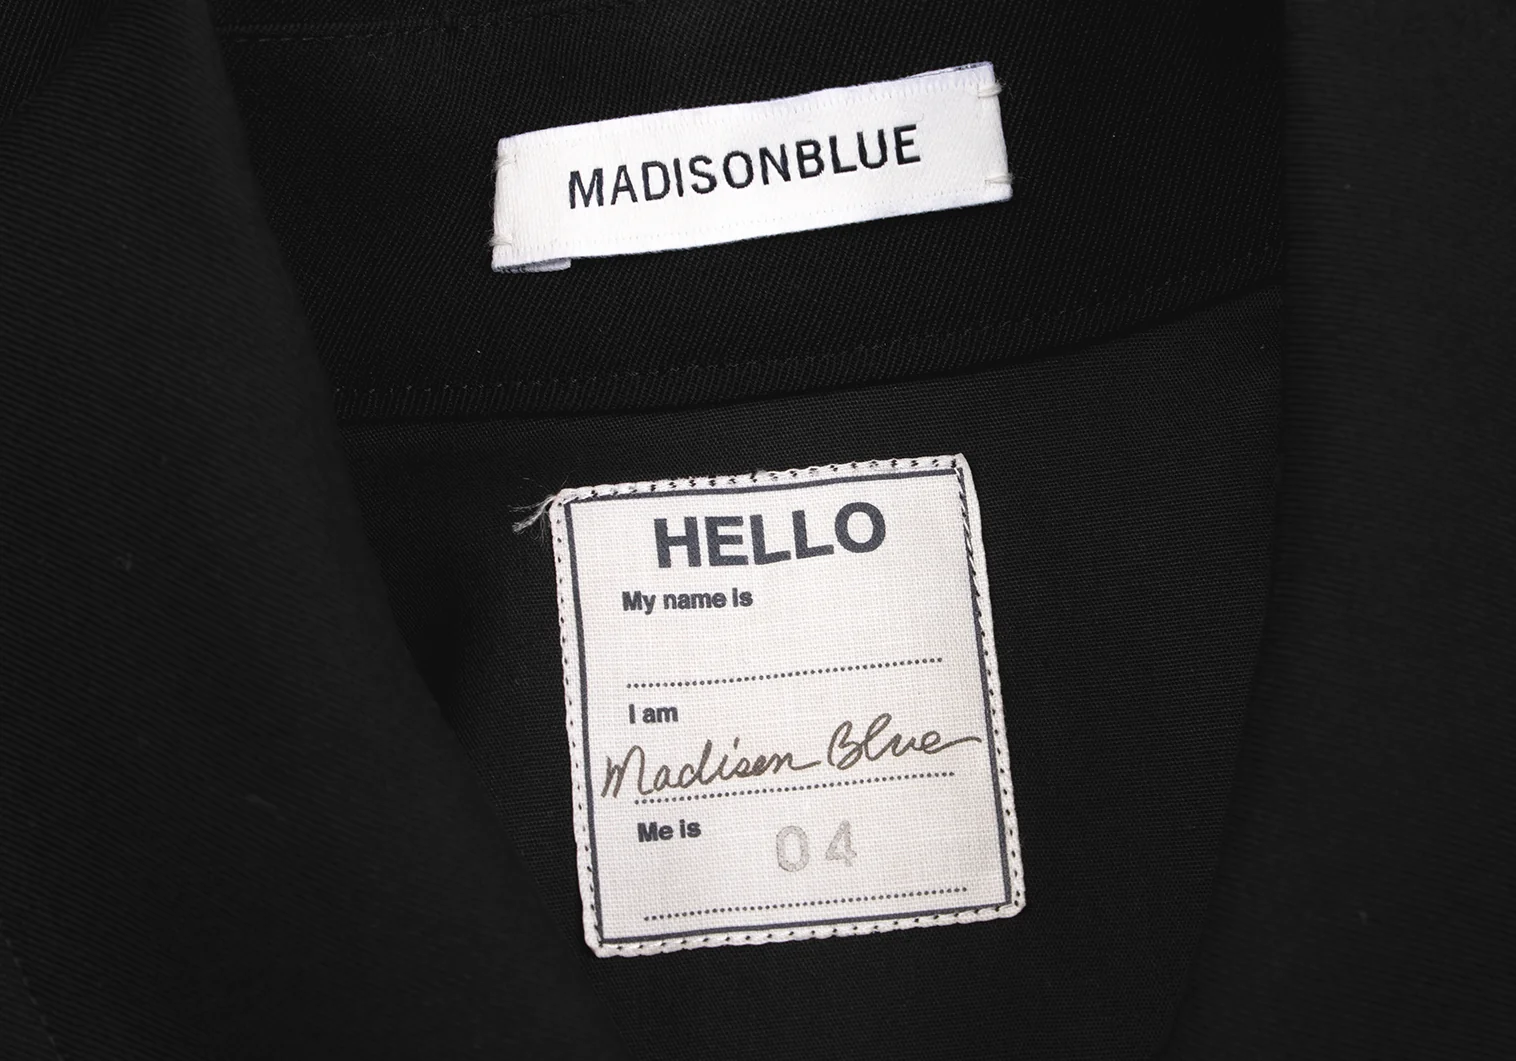 MADISONBLUE
HELLO
My name is
I am
Madison Blue
Me is
04